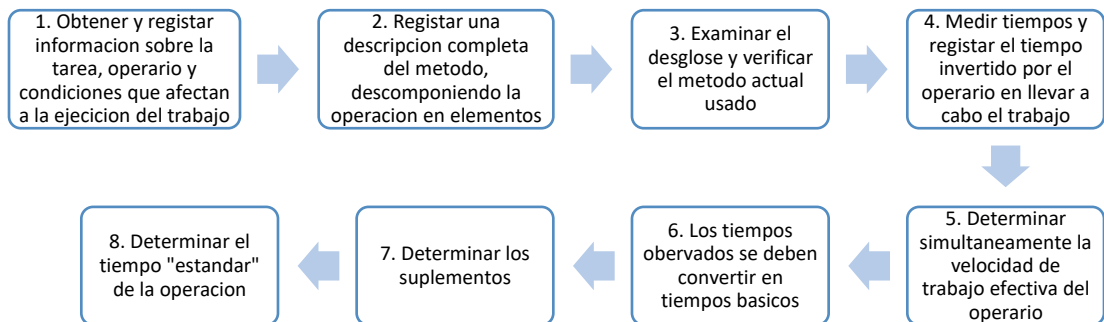 1. Obtener y registar
informacion sobre la
tarea, operario y
condiciones que afectan
a la ejecicion del trabajo
2. Registar una
descripcion completa
del metodo,
descomponiendo la
operacion en elementos
3. Examinar el
desglose y verificar
el metodo actual
usado
4. Medir tiempos y
registrar el tiempo
invertido por el
operario en llevar a
cabo el trabajo
5. Determinar
simultaneamente la
velocidad de
trabajo efectiva del
operario
6. Los tiempos
obervados se deben
convertir en
tiempos basicos
7. Determinar los
suplementos
8. Determinar el
tiempo "estandar"
de la operacion